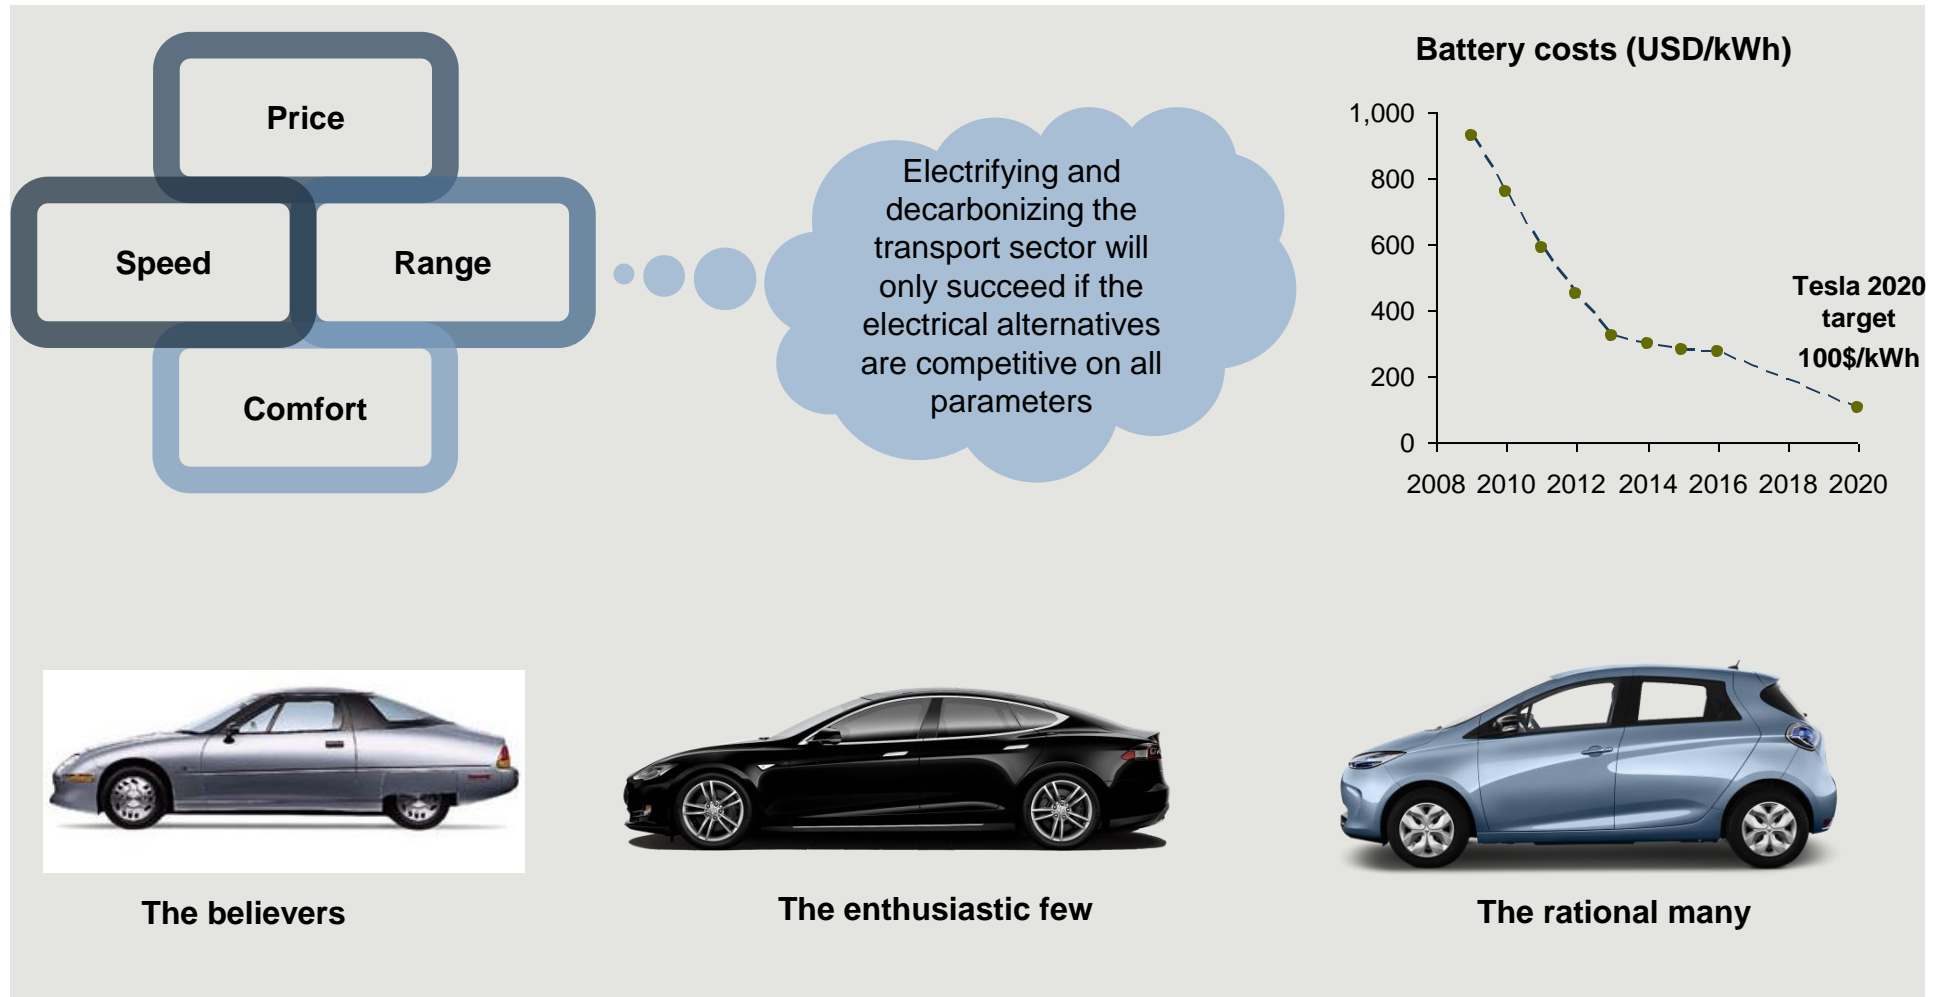 Price
Speed
Range
Comfort
Electrifying and
decarbonizing the
transport sector will
only succeed if the
electrical alternatives
are competitive on all
parameters
Battery costs (USD/kWh)
1,000
800
600
400
200
0
2008 2010 2012 2014 2016 2018 2020
Tesla 2020
target
100$/kWh
The believers
The enthusiastic few
The rational many